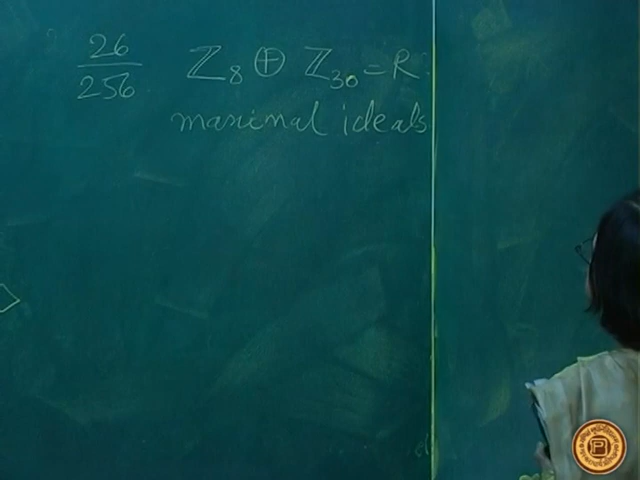 26/256 ℤ₈ ⊕ ℤ₃₀ = R
maximal ideals